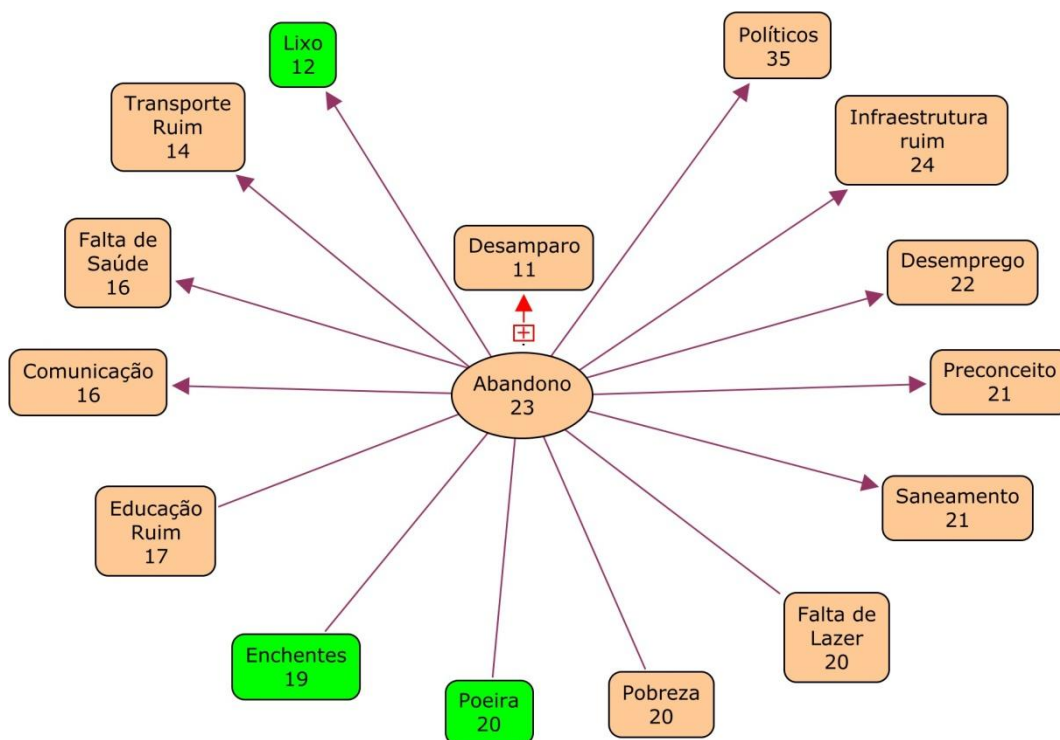 Lixo
12
Políticos
35
Transporte
Ruim
14
Infraestrutura
ruim
24
Falta de
Saúde
16
Desamparo
11
Desemprego
22
Comunicação
16
Abandono
23
Preconceito
21
Educação
Ruim
17
Saneamento
21
Enchentes
19
Poeira
20
Pobreza
20
Falta de
Lazer
20